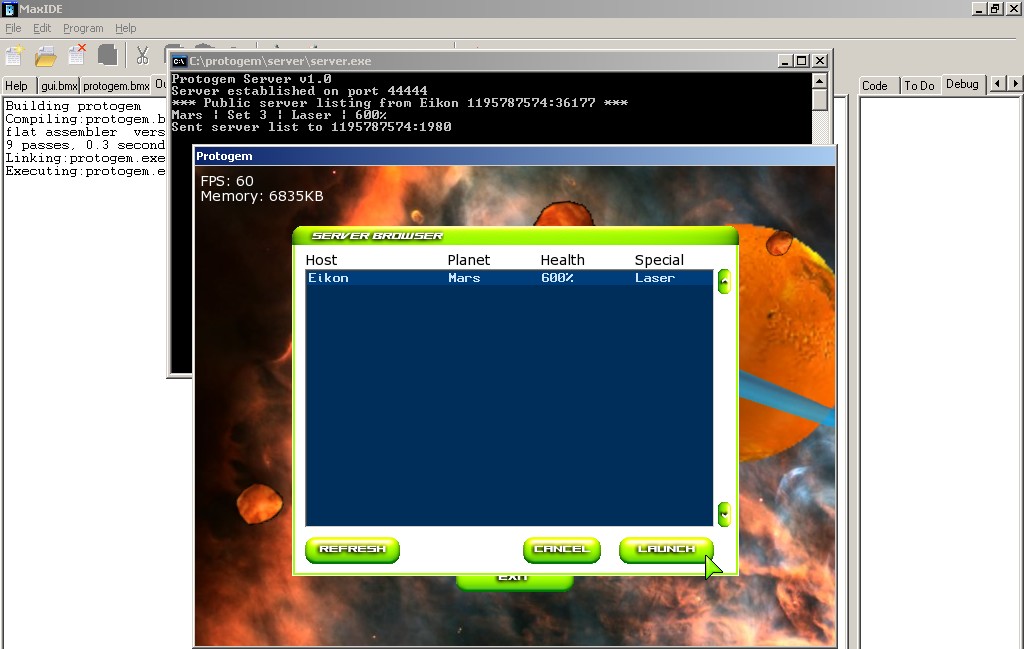 MaxIDE
File Edit Program Help
C:\protogem\server\server.exe
Help gui.bmx protogem.bmx Ou
Code To Do Debug
Building protogem
Compiling:protogem.b
flat assembler vers
9 passes, 0.3 second
Linking:protogem.exe
Executing:protogem.e
Protogem Server v1.0
Server established on port 44444
*** Public server listing from Eikon 1195787574:36177 ***
Mars | Set 3 | Laser | 600%
Sent server list to 1195787574:1980
Protogem
FPS: 60
Memory: 6835KB
SERVER BROWSER
Host Planet Health Special
Eikon Mars 600% Laser
REFRESH CANCEL LAUNCH
EXIT